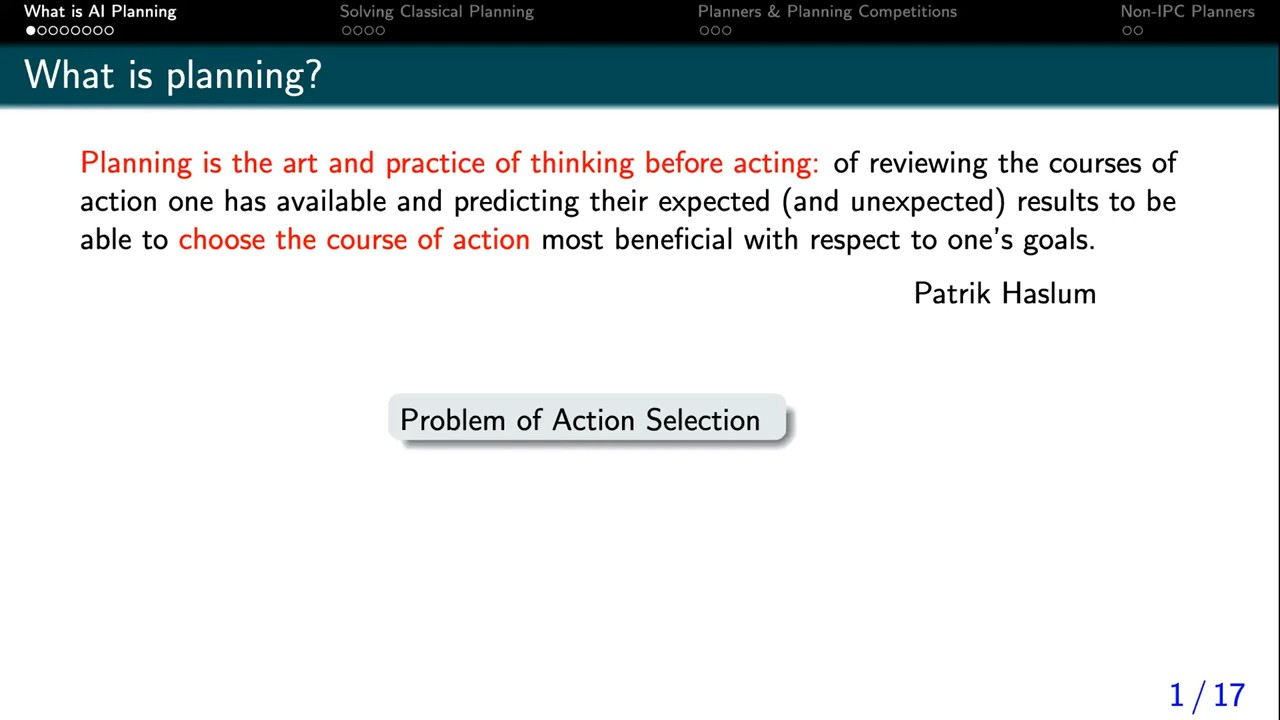 What is AI Planning
Solving Classical Planning
Planners & Planning Competitions
Non-IPC Planners
What is planning?
Planning is the art and practice of thinking before acting: of reviewing the courses of
action one has available and predicting their expected (and unexpected) results to be
able to choose the course of action most beneficial with respect to one's goals.
Patrik Haslum
Problem of Action Selection
1 / 17